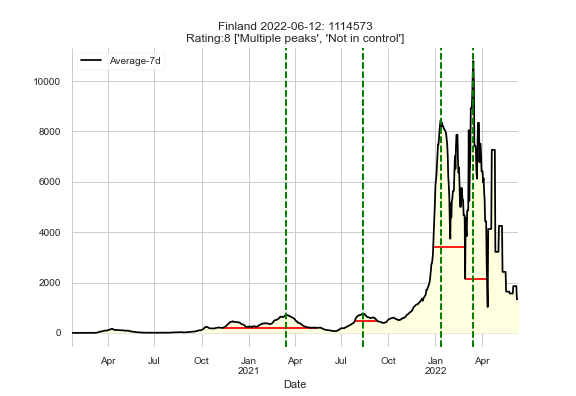 Finland 2022-06-12: 1114573
Rating:8 ['Multiple peaks', 'Not in control']
Average-7d
10000
8000
6000
4000
2000
0
Apr Jul Oct Jan Apr Jul Oct Jan Apr
2021 2022
Date